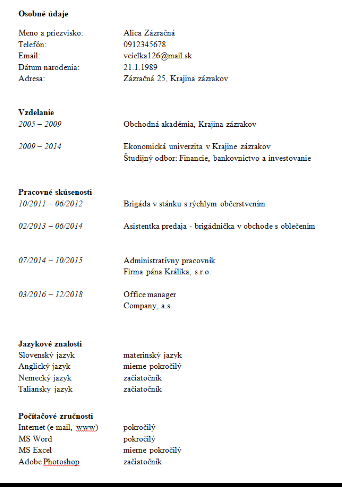 Osobné údaje
Meno a priezvisko: Alica Zázračná
Telefón: 0912345678
Email: vcielka126@mail.sk
Dátum narodenia: 21.1.1989
Adresa: Zázračná 25, Krajina zázrakov
Vzdelanie
2005 – 2009 Obchodná akadémia, Krajina zázrakov
2009 – 2014 Ekonomická univerzita v Krajine zázrakov
Študijný odbor: Financie, bankovníctvo a investovanie
Pracovné skúsenosti
10/2011 – 06/2012 Brigáda v stánku s rýchlym občerstvením
02/2013 – 06/2014 Asistentka predaja - brigádnička v obchode s oblečením
07/2014 – 10/2015 Administratívny pracovník
Firma pána Králika, s.r.o.
03/2016 – 12/2018 Office manager
Company, a.s.
Jazykové znalosti
Slovenský jazyk materinský jazyk
Anglický jazyk mierne pokročilý
Nemecký jazyk začiatočník
Taliansky jazyk začiatočník
Počítačové zručnosti
Internet (e mail, www) pokročilý
MS Word pokročilý
MS Excel mierne pokročilý
Adobe Photoshop začiatočník